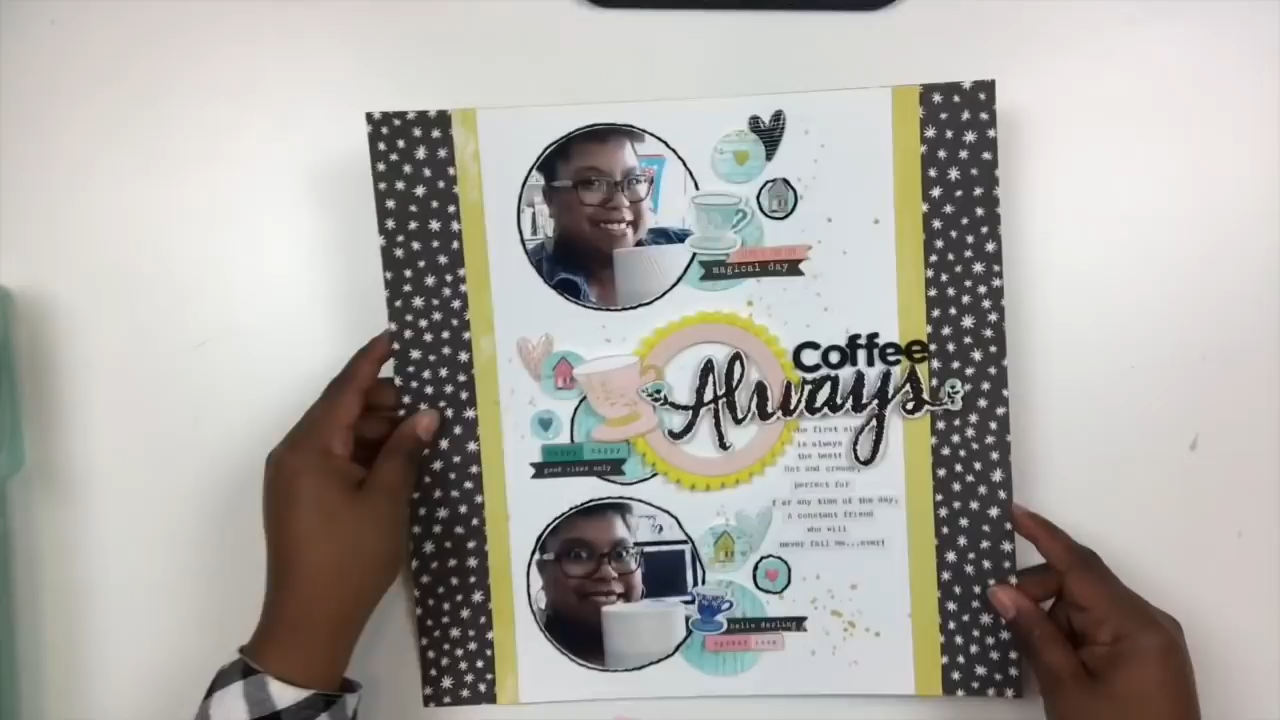 magical day
Coffee
Always
the first sip
is always
the best!
Hot and creamy,
perfect for
for any time of the day,
a constant friend
who will
never fail me...ever!
happy happy
good vibes only
hello darling